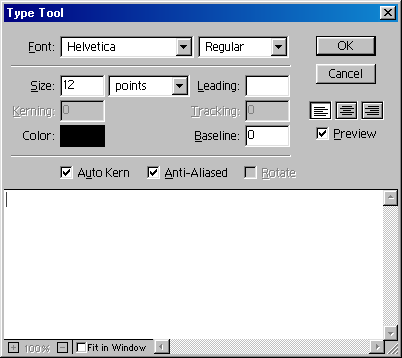 Type Tool
Font: Helvetica Regular OK
Size: 12 points Leading: Cancel
Kerning: 0 Tracking: 0
Color: Baseline: 0 Preview
Auto Kern Anti-Aliased Rotate
100% Fit in Window